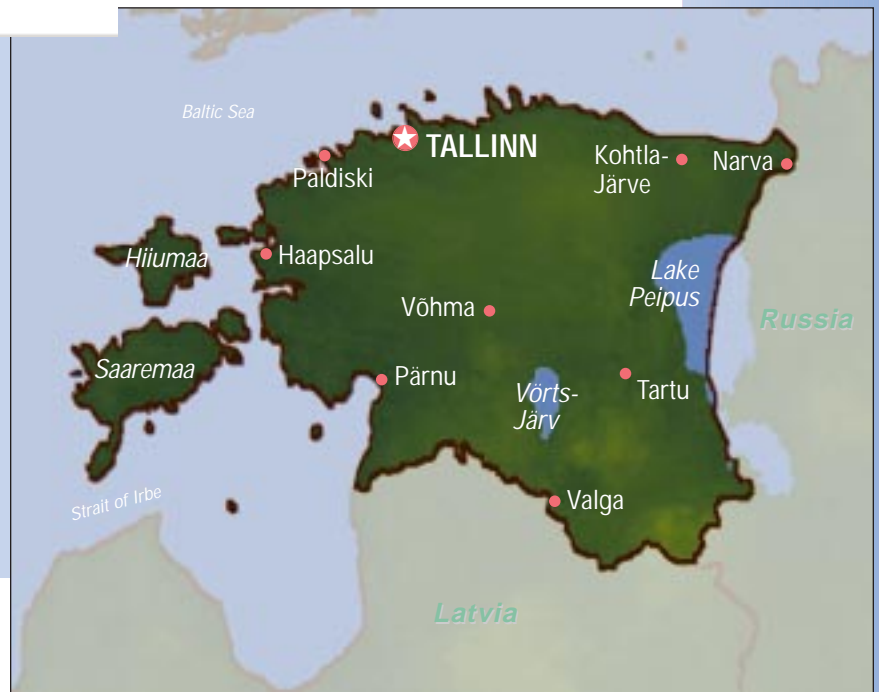 Baltic Sea
TALLINN
Paldiski
Kohtla-
Järve
Narva
Hiiumaa
Haapsalu
Lake
Peipus
Võhma
Russia
Saaremaa
Pärnu
Vörts-
Järv
Tartu
Strait of Irbe
Valga
Latvia